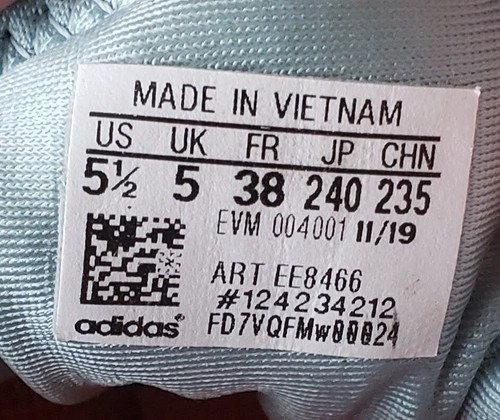 MADE IN VIETNAM
US UK FR JP CHN
5½ 5 38 240 235
EVM 004001 11/19
ART EE8466
#124234212
adidas®